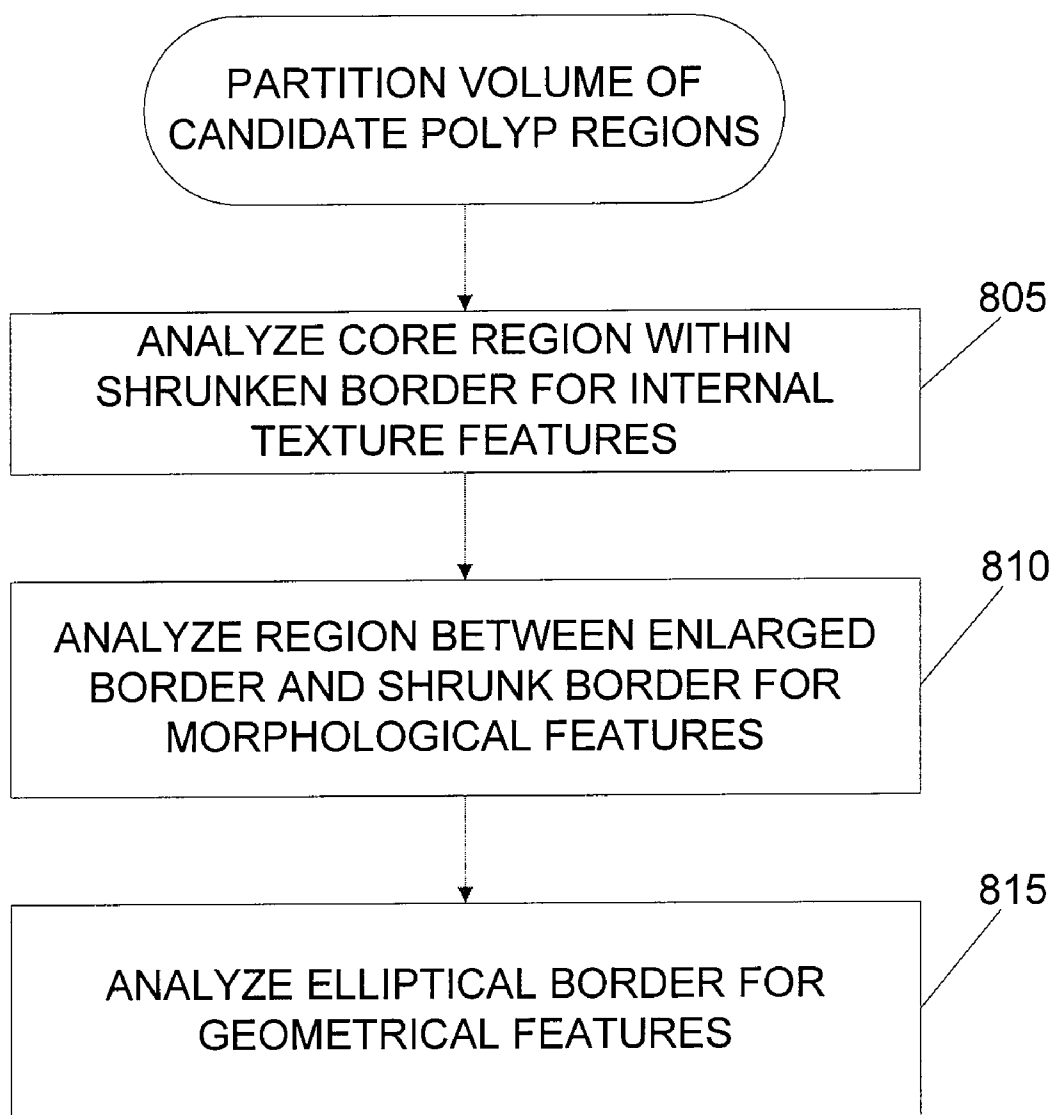 PARTITION VOLUME OF
CANDIDATE POLYP REGIONS
805
ANALYZE CORE REGION WITHIN
SHRUNKEN BORDER FOR INTERNAL
TEXTURE FEATURES
810
ANALYZE REGION BETWEEN ENLARGED
BORDER AND SHRUNK BORDER FOR
MORPHOLOGICAL FEATURES
815
ANALYZE ELLIPTICAL BORDER FOR
GEOMETRICAL FEATURES